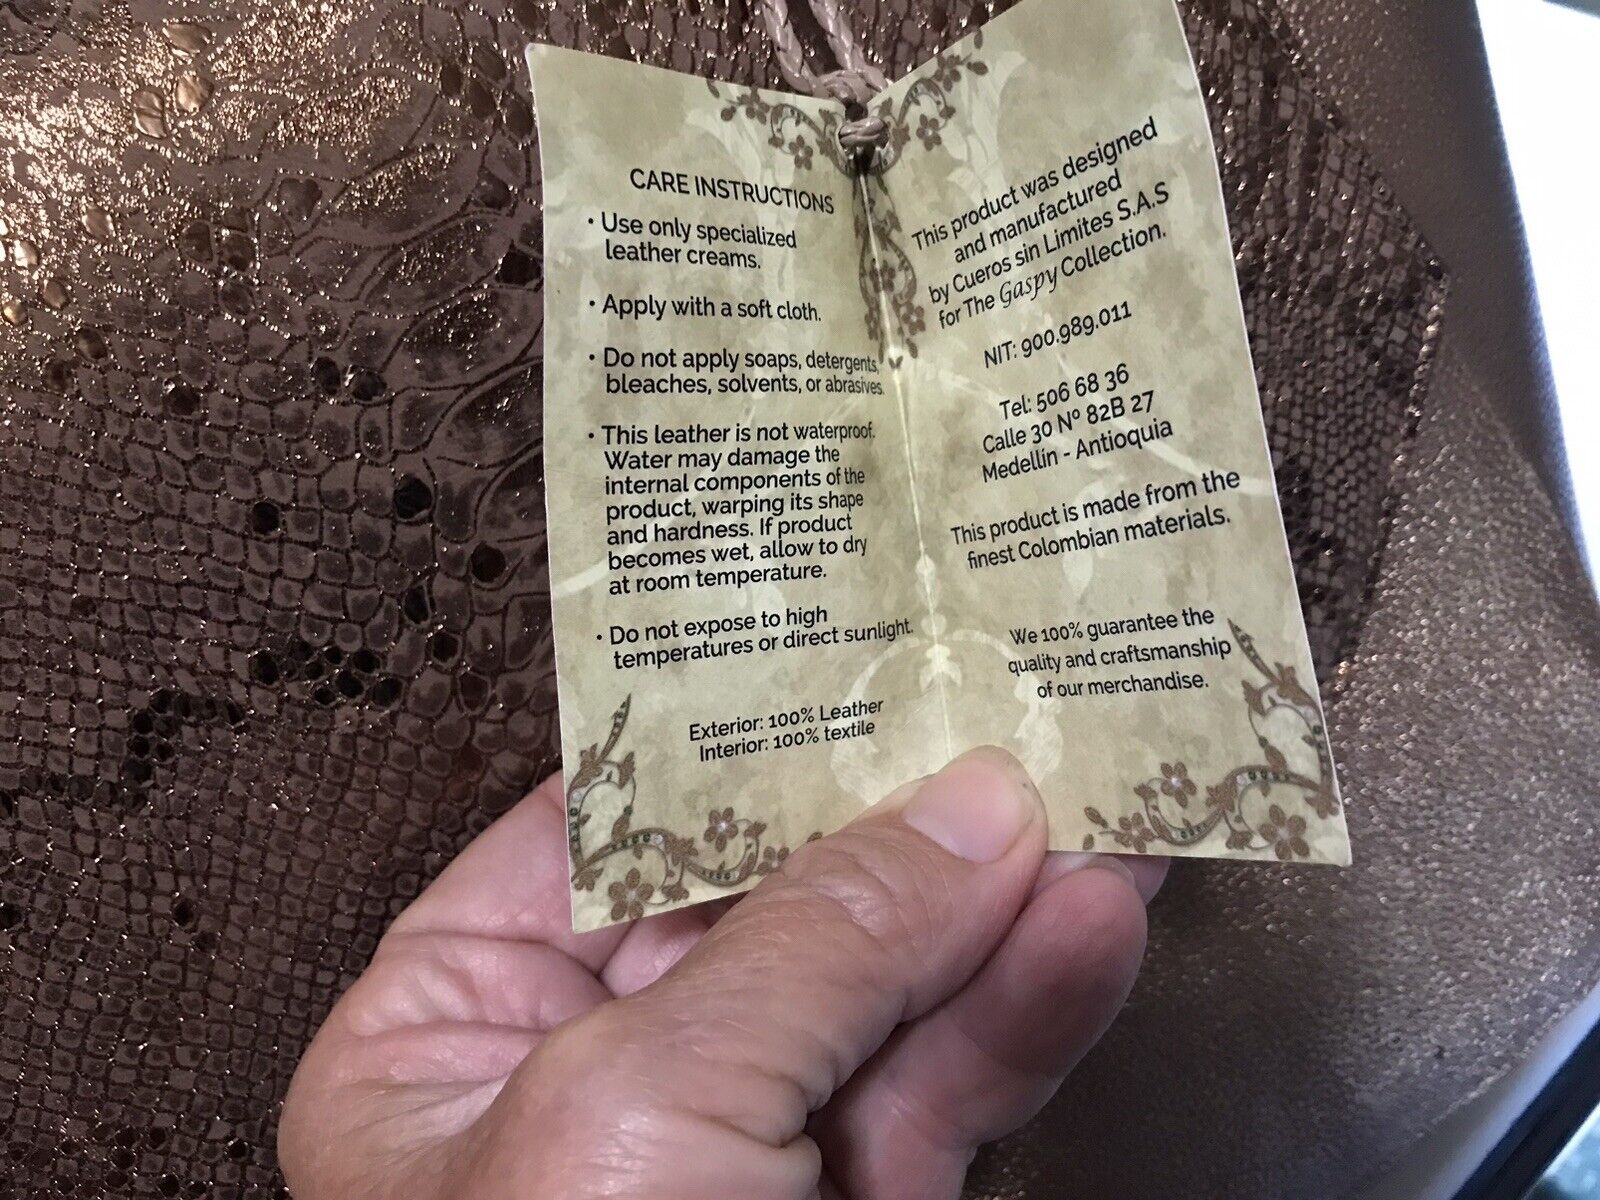 CARE INSTRUCTIONS
• Use only specialized
leather creams.
• Apply with a soft cloth.
• Do not apply soaps, detergents,
bleaches, solvents, or abrasives.
• This leather is not waterproof.
Water may damage the
internal components of the
product, warping its shape
and hardness. If product
becomes wet, allow to dry
at room temperature.
• Do not expose to high
temperatures or direct sunlight.
Exterior: 100% Leather
Interior: 100% textile
This product was designed
and manufactured
by Cueros sin Limites S.A.S
for The Gaspy Collection.
NIT: 900.989.011
Tel: 506 68 36
Calle 30 Nº 82B 27
Medellín - Antioquia
This product is made from the
finest Colombian materials.
We 100% guarantee the
quality and craftsmanship
of our merchandise.